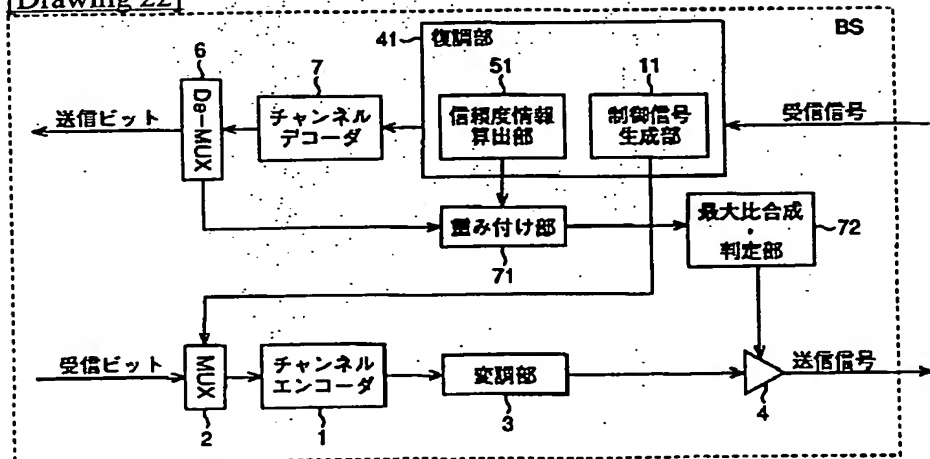 [Drawing 22]
BS
41
復調部
6
De-MUX
7
チャンネル
デコーダ
51
信頼度情報
算出部
11
制御信号
生成部
送信ビット
受信信号
重み付け部
71
最大比合成
・
判定部
72
受信ビット
MUX
2
チャンネル
エンコーダ
1
変調部
3
4
送信信号